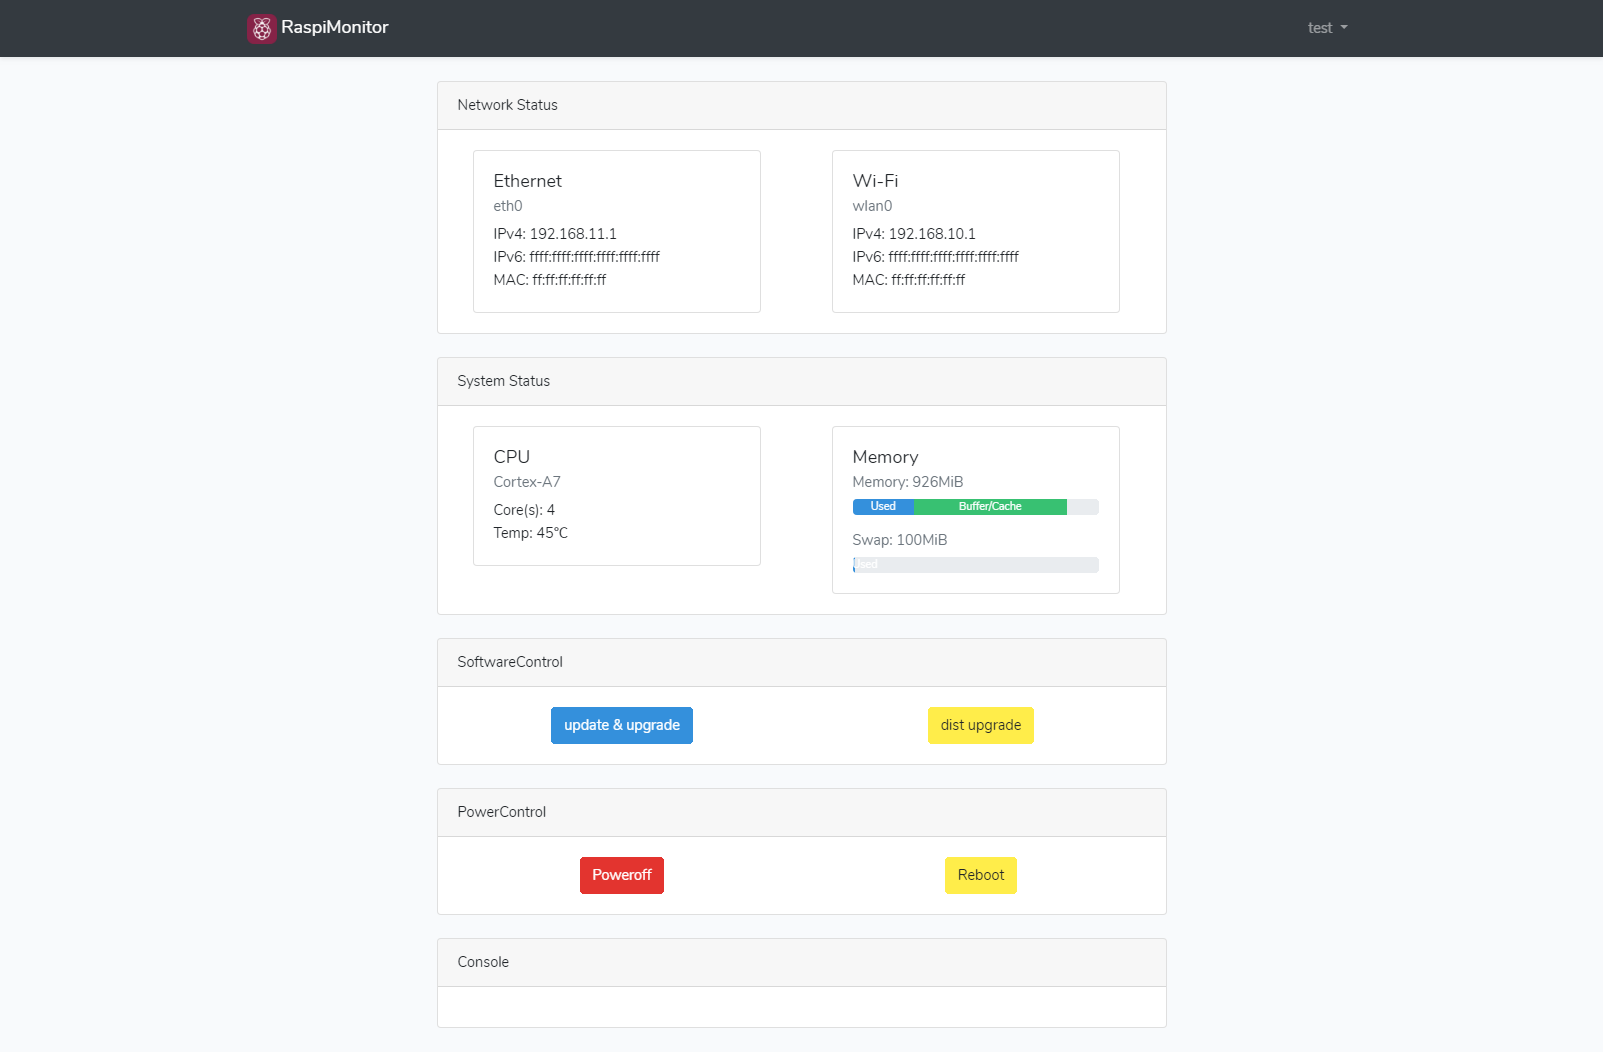 RaspiMonitor
test
Network Status
Ethernet
eth0
IPv4: 192.168.11.1
IPv6: ffff:ffff:ffff:ffff:ffff:ffff
MAC: ff:ff:ff:ff:ff:ff
Wi-Fi
wlan0
IPv4: 192.168.10.1
IPv6: ffff:ffff:ffff:ffff:ffff:ffff
MAC: ff:ff:ff:ff:ff:ff
System Status
CPU
Cortex-A7
Core(s): 4
Temp: 45°C
Memory
Memory: 926MiB
Used Buffer/Cache
Swap: 100MiB
Used
SoftwareControl
update & upgrade
dist upgrade
PowerControl
Poweroff
Reboot
Console